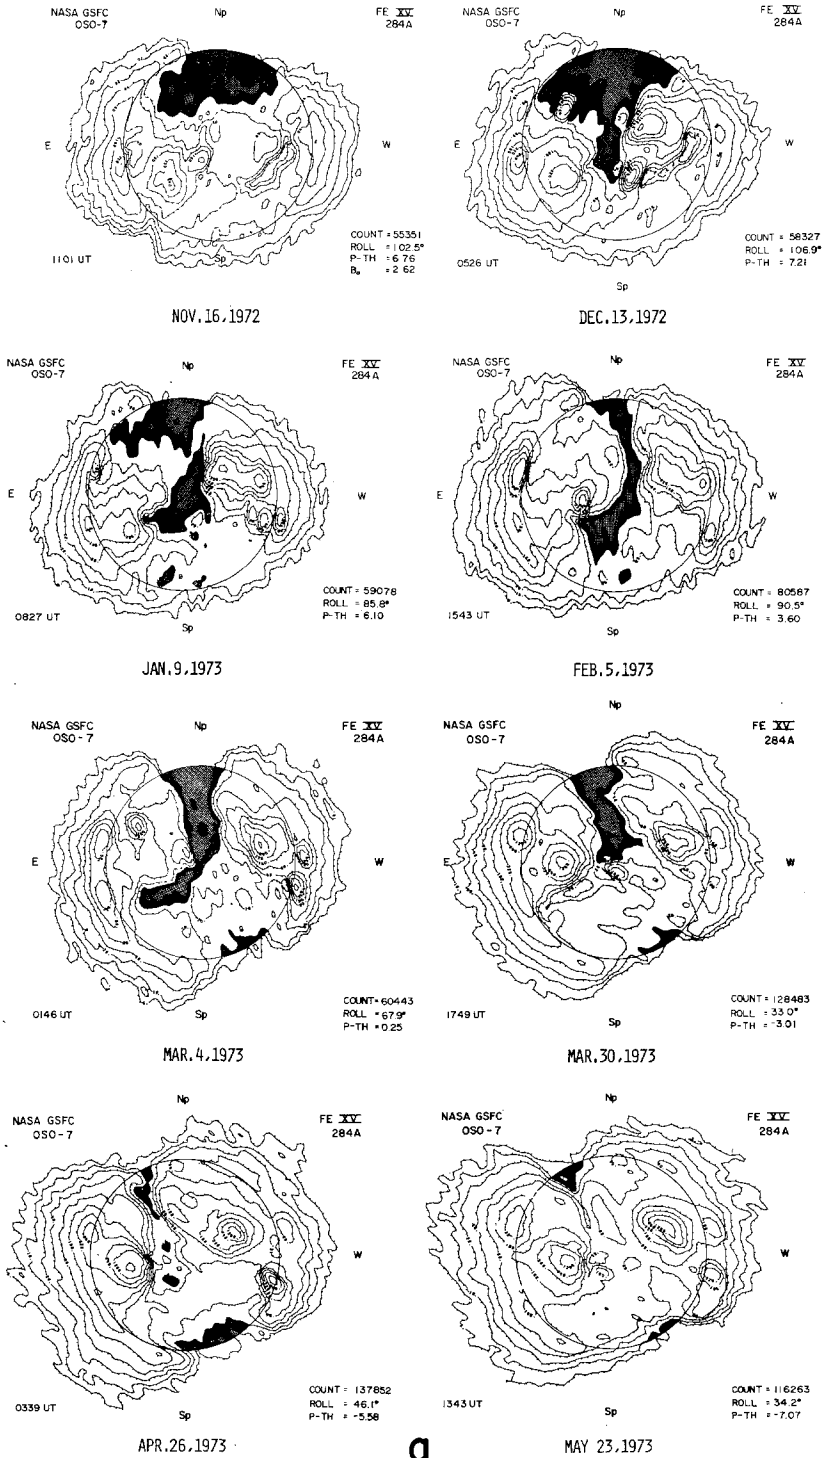 NASA GSFC
OSO-7
Np
FE XV
284A
E
W
1101 UT
Sp
COUNT = 55351
ROLL = 102.5°
P-TH = 6.76
B₀ = 2.62
NOV.16,1972
NASA GSFC
OSO-7
Np
FE XV
284A
E
W
0526 UT
Sp
COUNT = 58327
ROLL = 106.9°
P-TH = 7.21
DEC.13,1972
NASA GSFC
OSO-7
Np
FE XV
284A
E
W
0827 UT
Sp
COUNT = 59078
ROLL = 85.8°
P-TH = 6.10
JAN.9,1973
NASA GSFC
OSO-7
Np
FE XV
284A
E
W
1543 UT
Sp
COUNT = 80587
ROLL = 90.5°
P-TH = 3.60
FEB.5,1973
NASA GSFC
OSO-7
Np
FE XV
284A
E
W
0146 UT
Sp
COUNT= 60443
ROLL = 67.9°
P-TH = 0.25
MAR.4,1973
NASA GSFC
OSO-7
Np
FE XV
284A
E
W
1749 UT
Sp
COUNT = 128483
ROLL = 33.0°
P-TH = -3.01
MAR.30,1973
NASA GSFC
OSO-7
Np
FE XV
284A
W
0339 UT
Sp
COUNT = 137852
ROLL = 46.1°
P-TH = -5.58
APR.26,1973
NASA GSFC
OSO-7
FE XV
284A
W
1343 UT
COUNT = 116263
ROLL = 34.2°
P-TH = -7.07
MAY 23,1973
a